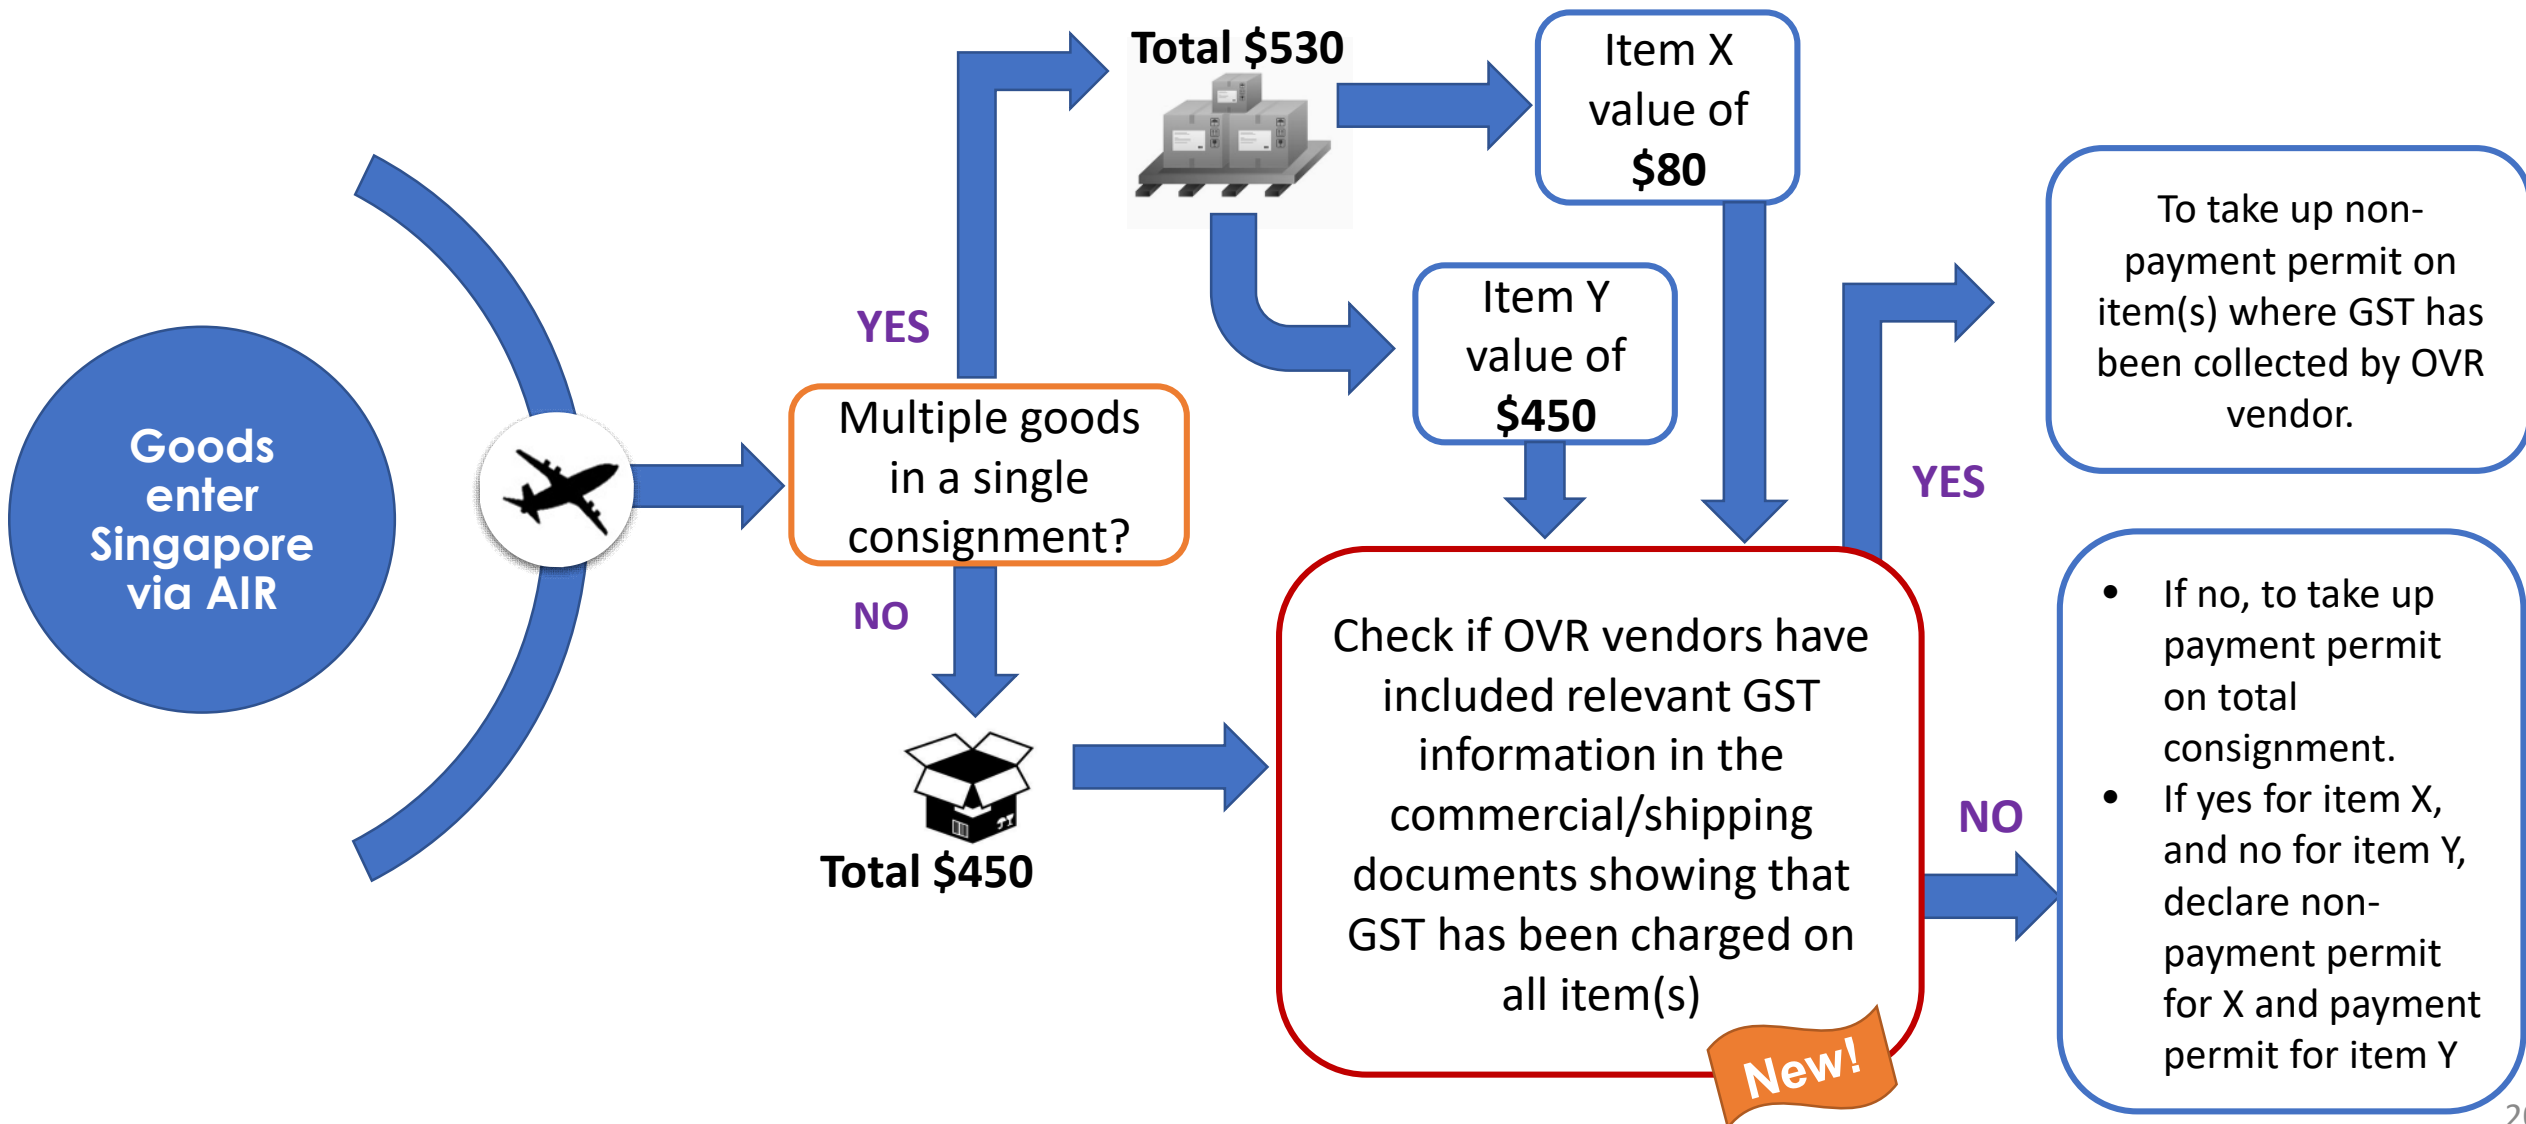 Goods
enter
Singapore
via AIR
YES
Multiple goods
in a single
consignment?
NO
Total $450
Total $530
Item X
value of
$80
Item Y
value of
$450
Check if OVR vendors have
included relevant GST
information in the
commercial/shipping
documents showing that
GST has been charged on
all item(s)
New!
YES
To take up non-
payment permit on
item(s) where GST has
been collected by OVR
vendor.
NO
• If no, to take up
payment permit
on total
consignment.
• If yes for item X,
and no for item Y,
declare non-
payment permit
for X and payment
permit for item Y